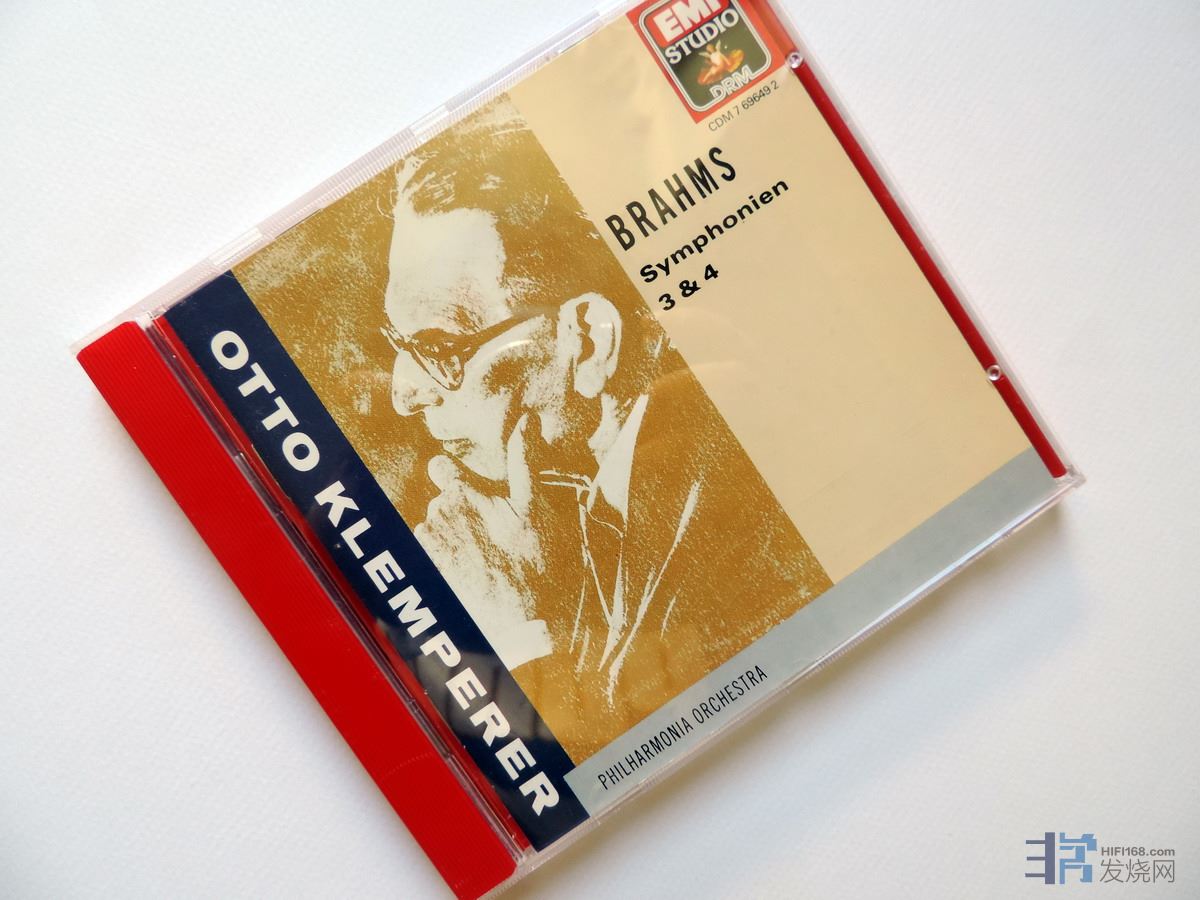 EMI
STUDIO
DRM
CDM 7 69649 2
BRAHMS
Symphonien
3 & 4
OTTO KLEMPERER
PHILHARMONIA ORCHESTRA
HIFI168.com
发烧网